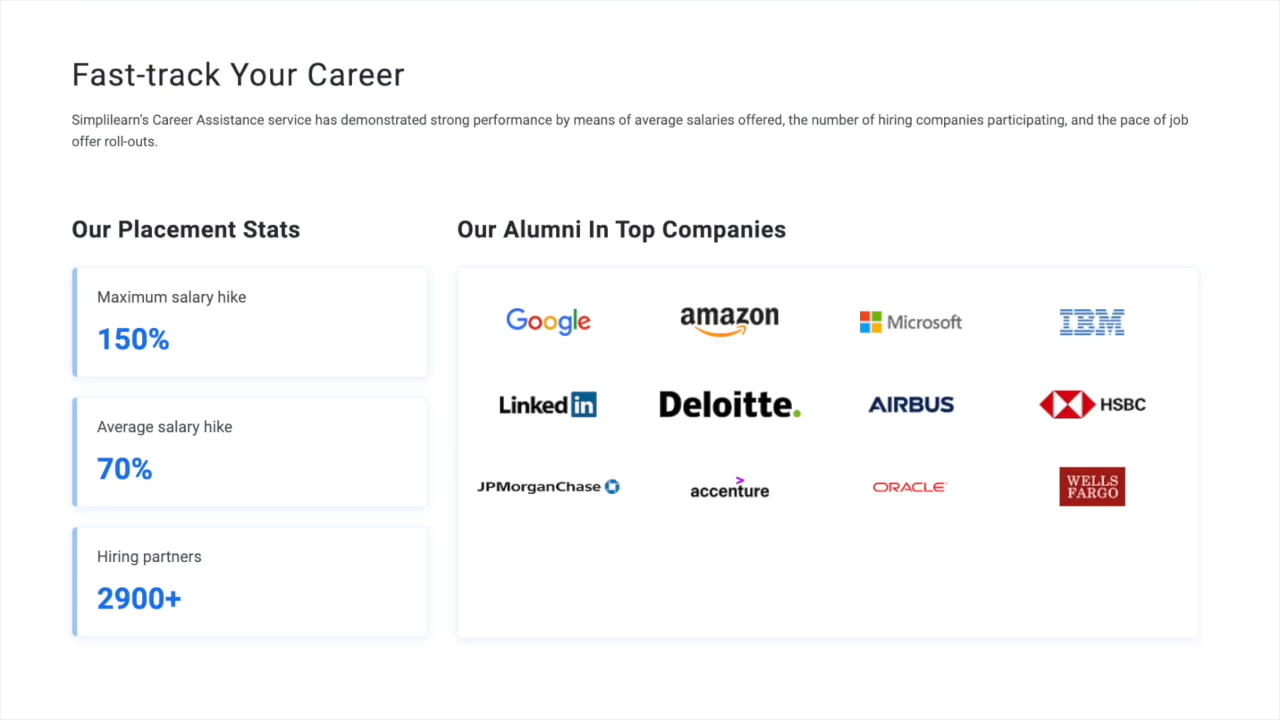 Fast-track Your Career
Simplilearn’s Career Assistance service has demonstrated strong performance by means of average salaries offered, the number of hiring companies participating, and the pace of job
offer roll-outs.
Our Placement Stats
Maximum salary hike
150%
Average salary hike
70%
Hiring partners
2900+
Our Alumni In Top Companies
Google amazon Microsoft IBM
Linked in Deloitte. AIRBUS HSBC
JPMorganChase accenture ORACLE WELLS
FARGO